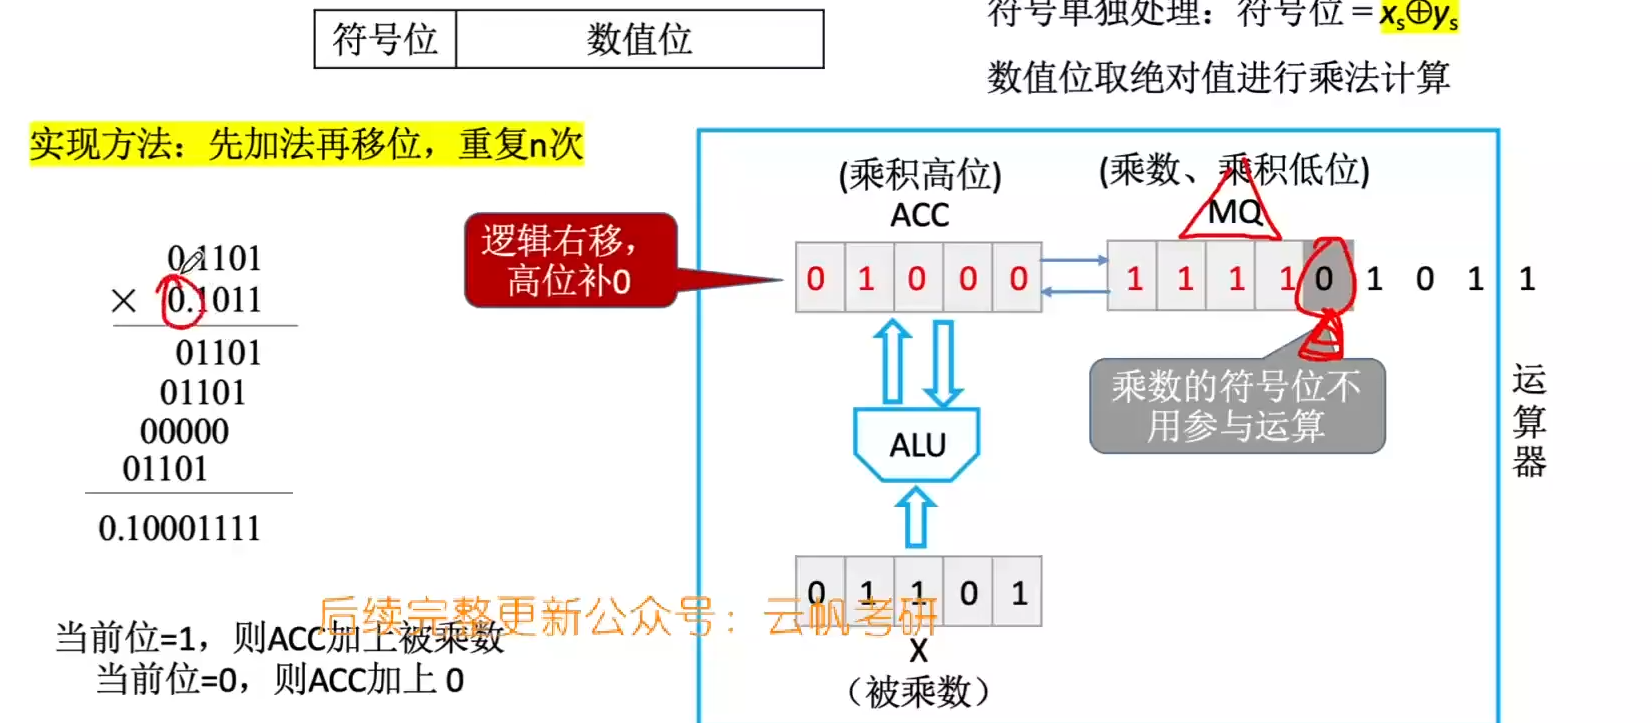 符号位 数值位
符号单独处理：符号位 = xs⊕ys
数值位取绝对值进行乘法计算
实现方法：先加法再移位，重复n次
0.1101
× 0.1011
01101
01101
00000
01101
0.10001111
当前位=1，则ACC加上被乘数
当前位=0，则ACC加上 0
逻辑右移，
高位补0
(乘积高位)
ACC
(乘数、乘积低位)
MQ
0 1 0 0 0
1 1 1 1 0 1 0 1 1
乘数的符号位不
用参与运算
ALU
0 1 1 0 1
X
（被乘数）
运
算
器
后续完整更新公众号：云帆考研